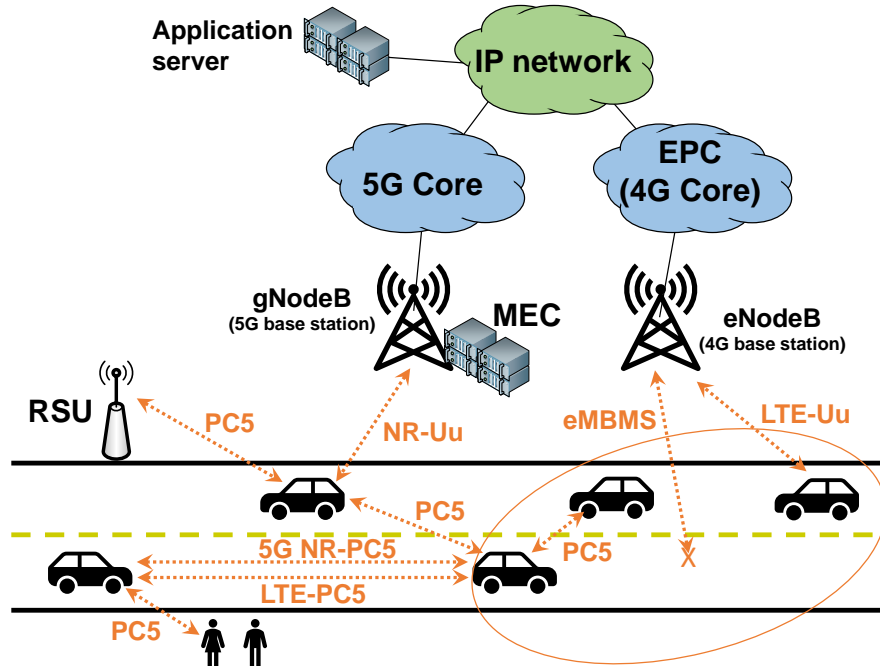 Application
server
IP network
5G Core
EPC
(4G Core)
gNodeB
(5G base station)
MEC
eNodeB
(4G base station)
RSU
PC5
NR-Uu
eMBMS
LTE-Uu
PC5
5G NR-PC5
PC5
X
LTE-PC5
PC5